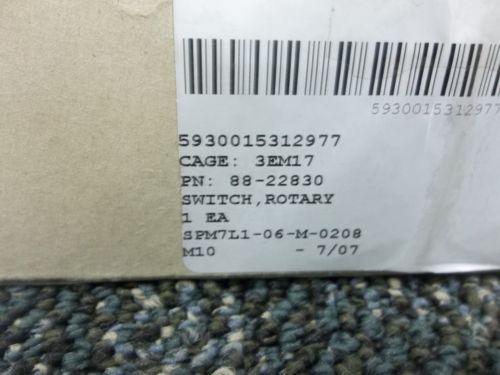 5930015312977
5930015312977
CAGE: 3EM17
PN: 88-22830
SWITCH,ROTARY
1 EA
SPM7L1-06-M-0208
M10 - 7/07